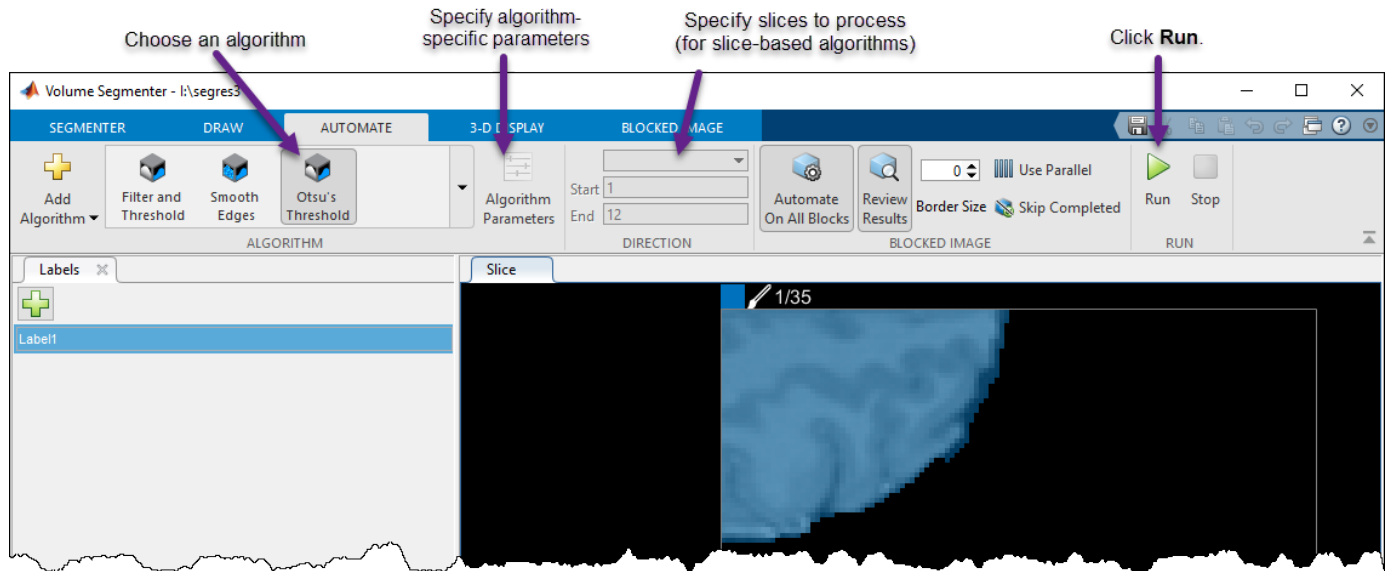 Choose an algorithm
Specify algorithm-
specific parameters
Specify slices to process
(for slice-based algorithms)
Click Run.
Volume Segmenter - I:\segres3
SEGMENTER DRAW AUTOMATE 3-D DISPLAY BLOCKED IMAGE
Add
Algorithm
Filter and
Threshold
Smooth
Edges
Otsu's
Threshold
ALGORITHM
Algorithm
Parameters
Start 1
End 12
DIRECTION
Automate
On All Blocks
Review
Results
0
Border Size
Use Parallel
Skip Completed
BLOCKED IMAGE
Run
Stop
RUN
Labels
Label1
Slice
1/35